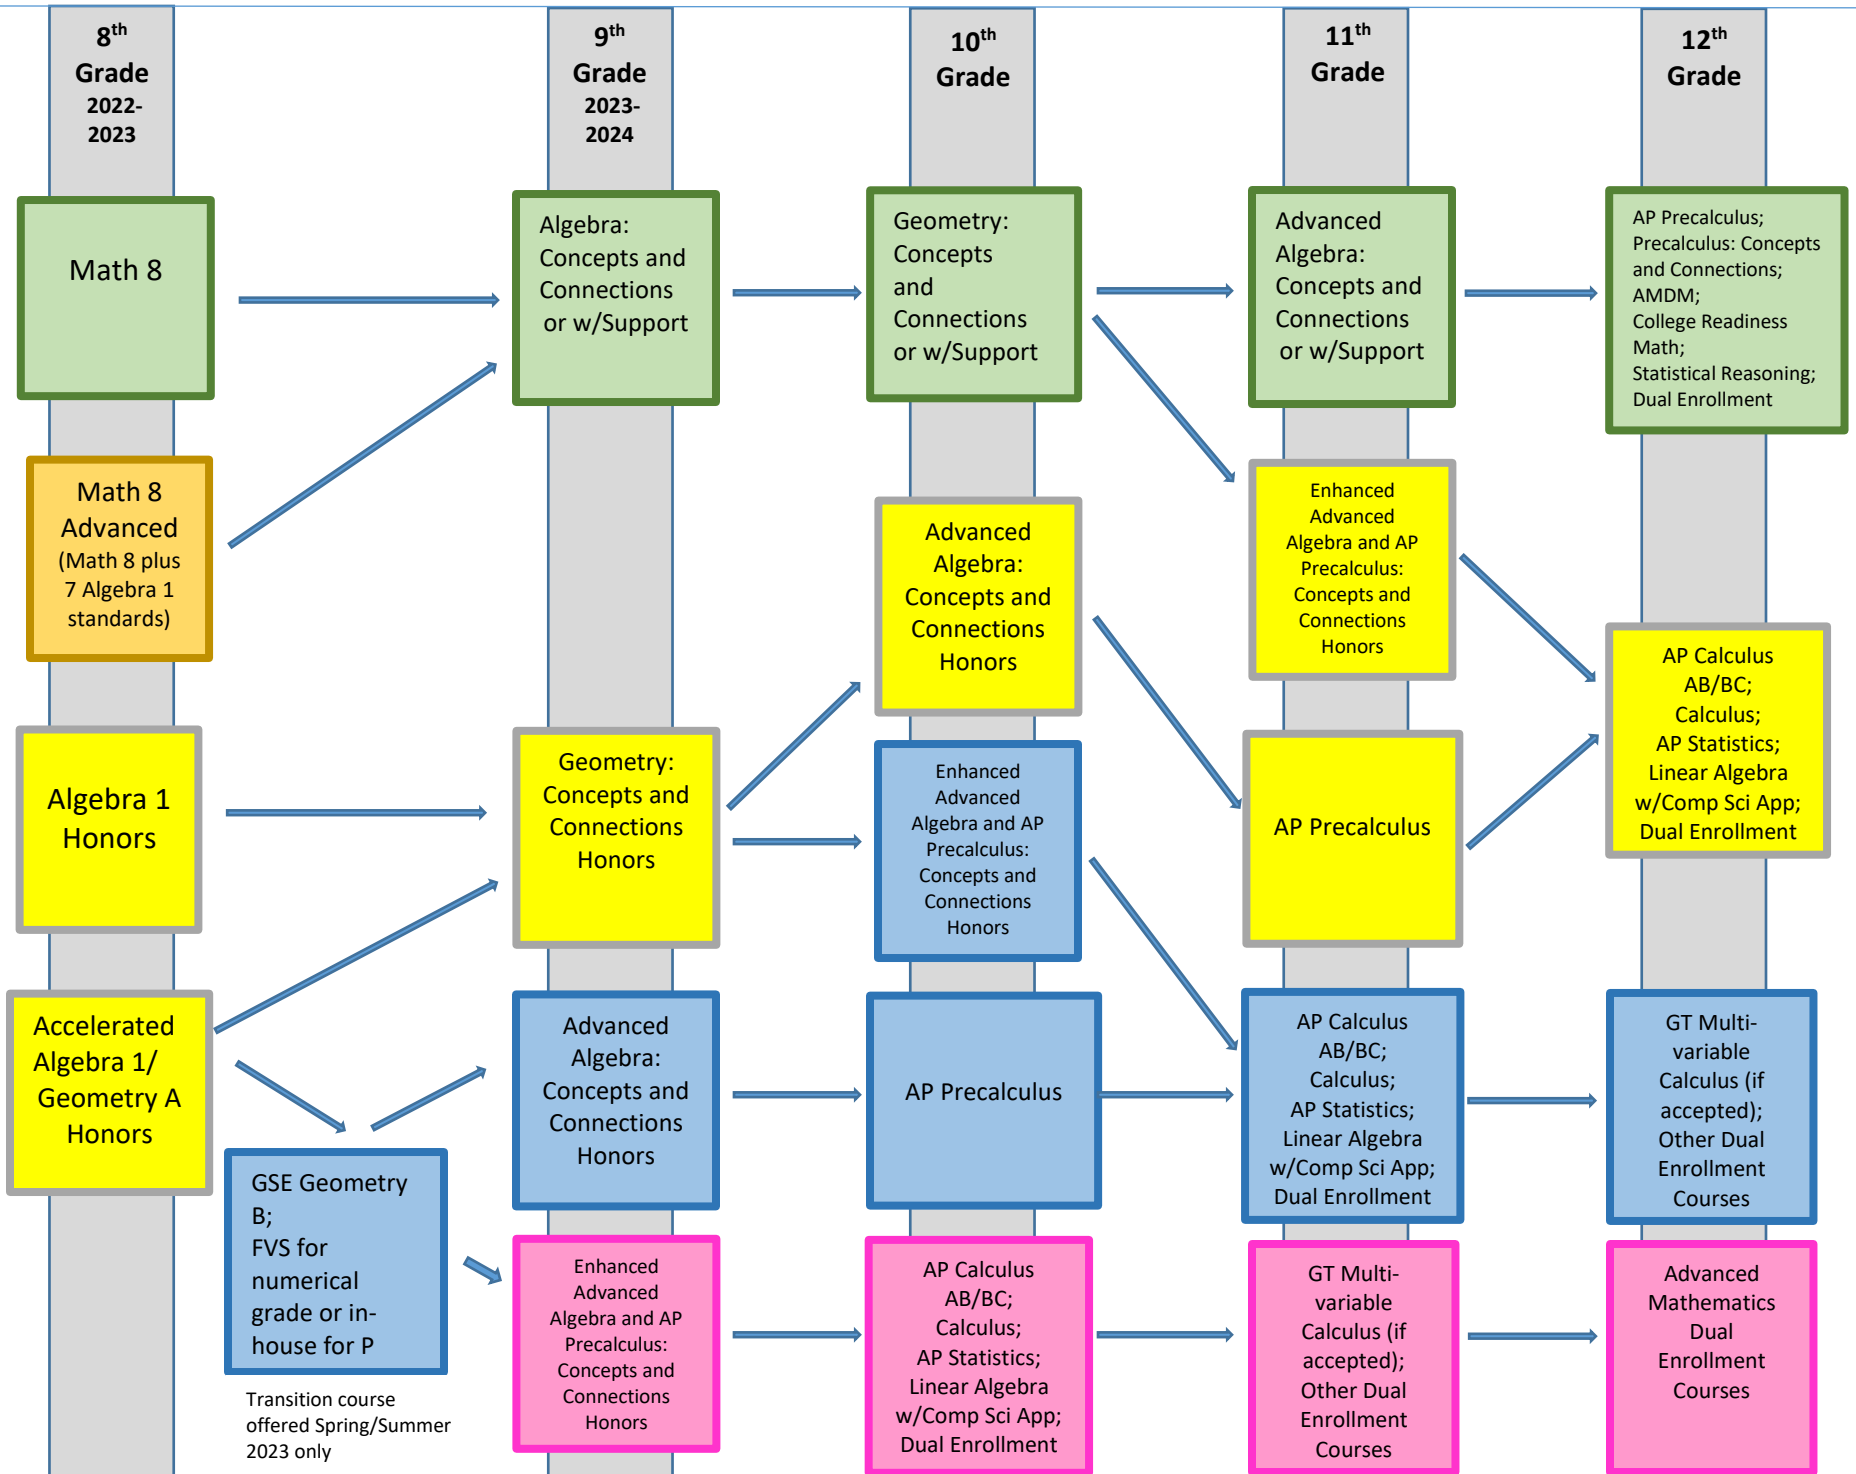 8th
Grade
2022-
2023
9th
Grade
2023-
2024
10th
Grade
11th
Grade
12th
Grade
Math 8
Algebra:
Concepts and
Connections
or w/Support
Geometry:
Concepts
and
Connections
or w/Support
Advanced
Algebra:
Concepts and
Connections
or w/Support
AP Precalculus;
Precalculus: Concepts
and Connections;
AMDM;
College Readiness
Math;
Statistical Reasoning;
Dual Enrollment
Math 8
Advanced
(Math 8 plus
7 Algebra 1
standards)
Advanced
Algebra:
Concepts and
Connections
Honors
Enhanced
Advanced
Algebra and AP
Precalculus:
Concepts and
Connections
Honors
AP Calculus
AB/BC;
Calculus;
AP Statistics;
Linear Algebra
w/Comp Sci App;
Dual Enrollment
Algebra 1
Honors
Geometry:
Concepts and
Connections
Honors
Enhanced
Advanced
Algebra and AP
Precalculus:
Concepts and
Connections
Honors
AP Precalculus
Accelerated
Algebra 1/
Geometry A
Honors
Advanced
Algebra:
Concepts and
Connections
Honors
AP Precalculus
AP Calculus
AB/BC;
Calculus;
AP Statistics;
Linear Algebra
w/Comp Sci App;
Dual Enrollment
GT Multi-
variable
Calculus (if
accepted);
Other Dual
Enrollment
Courses
GSE Geometry
B;
FVS for
numerical
grade or in-
house for P
Transition course
offered Spring/Summer
2023 only
Enhanced
Advanced
Algebra and AP
Precalculus:
Concepts and
Connections
Honors
AP Calculus
AB/BC;
Calculus;
AP Statistics;
Linear Algebra
w/Comp Sci App;
Dual Enrollment
GT Multi-
variable
Calculus (if
accepted);
Other Dual
Enrollment
Courses
Advanced
Mathematics
Dual
Enrollment
Courses